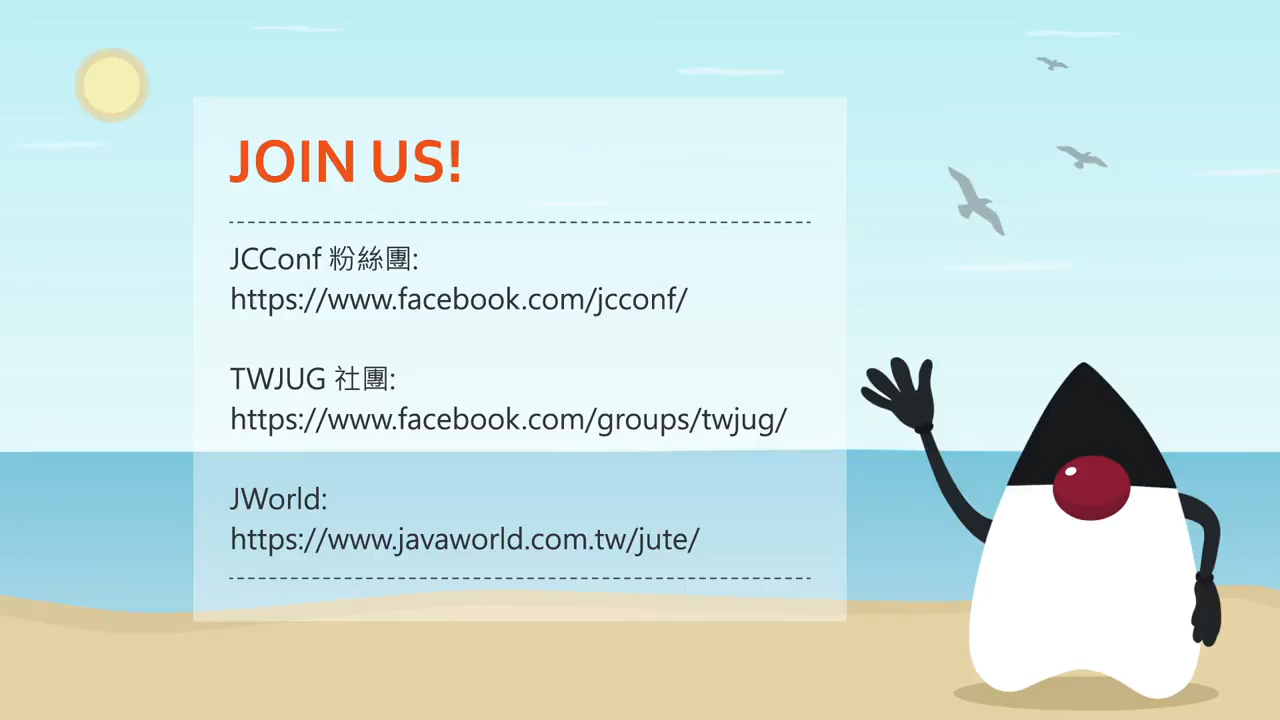 JOIN US!
JCConf 粉絲團:
https://www.facebook.com/jcconf/
TWJUG 社團:
https://www.facebook.com/groups/twjug/
JWorld:
https://www.javaworld.com.tw/jute/